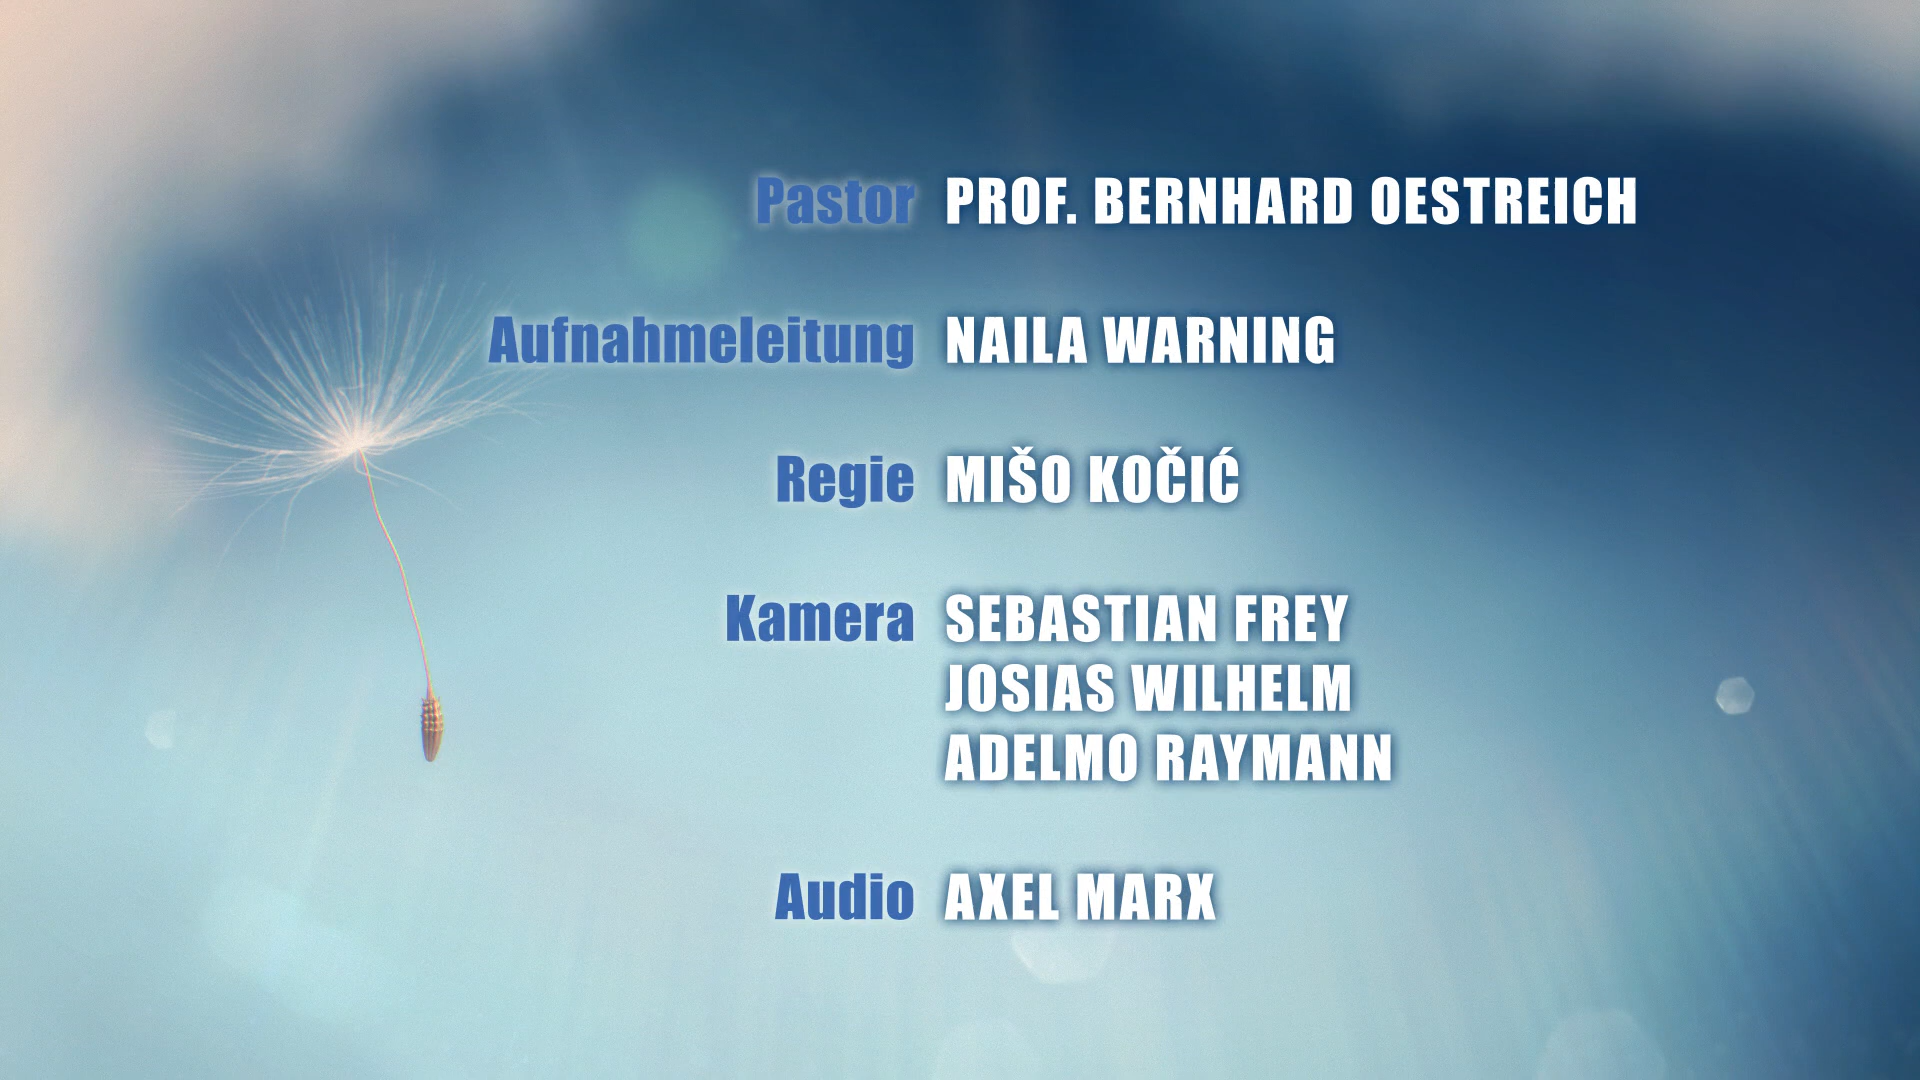 Pastor PROF. BERNHARD OESTREICH
Aufnahmeleitung NAILA WARNING
Regie MIŠO KOČIĆ
Kamera SEBASTIAN FREY
JOSIAS WILHELM
ADELMO RAYMANN
Audio AXEL MARX